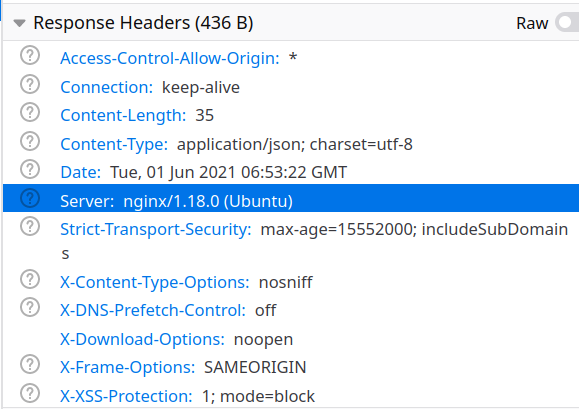 Response Headers (436 B)
Raw
Access-Control-Allow-Origin: *
Connection: keep-alive
Content-Length: 35
Content-Type: application/json; charset=utf-8
Date: Tue, 01 Jun 2021 06:53:22 GMT
Server: nginx/1.18.0 (Ubuntu)
Strict-Transport-Security: max-age=15552000; includeSubDomain
s
X-Content-Type-Options: nosniff
X-DNS-Prefetch-Control: off
X-Download-Options: noopen
X-Frame-Options: SAMEORIGIN
X-XSS-Protection: 1; mode=block